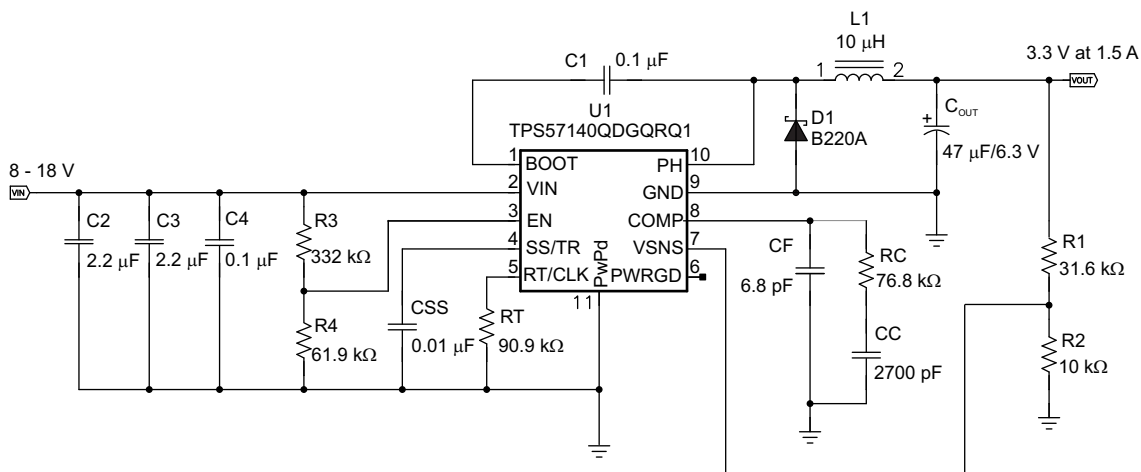 L1
10 μH
3.3 V at 1.5 A
C1
0.1 μF
1
2
VOUT
U1
TPS57140QDGQRQ1
D1
B220A
C_OUT
+
47 μF/6.3 V
8 - 18 V
VIN
1
BOOT
PH
10
2
VIN
GND
9
3
EN
COMP
8
4
SS/TR
VSNS
7
5
RT/CLK
PwPd
PWRGD
6
11
C2
2.2 μF
C3
2.2 μF
C4
0.1 μF
R3
332 kΩ
R4
61.9 kΩ
CSS
0.01 μF
RT
90.9 kΩ
CF
6.8 pF
RC
76.8 kΩ
CC
2700 pF
R1
31.6 kΩ
R2
10 kΩ